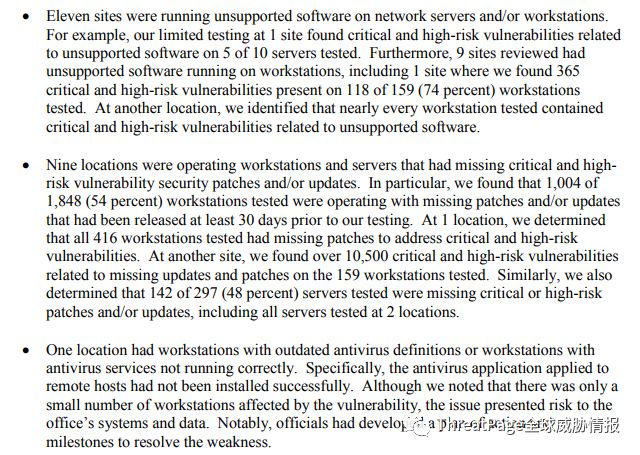 • Eleven sites were running unsupported software on network servers and/or workstations.
For example, our limited testing at 1 site found critical and high-risk vulnerabilities related
to unsupported software on 5 of 10 servers tested. Furthermore, 9 sites reviewed had
unsupported software running on workstations, including 1 site where we found 365
critical and high-risk vulnerabilities present on 118 of 159 (74 percent) workstations
tested. At another location, we identified that nearly every workstation tested contained
critical and high-risk vulnerabilities related to unsupported software.
• Nine locations were operating workstations and servers that had missing critical and high-
risk vulnerability security patches and/or updates. In particular, we found that 1,004 of
1,848 (54 percent) workstations tested were operating with missing patches and/or updates
that had been released at least 30 days prior to our testing. At 1 location, we determined
that all 416 workstations tested had missing patches to address critical and high-risk
vulnerabilities. At another site, we found over 10,500 critical and high-risk vulnerabilities
related to missing updates and patches on the 159 workstations tested. Similarly, we also
determined that 142 of 297 (48 percent) servers tested were missing critical or high-risk
patches and/or updates, including all servers tested at 2 locations.
• One location had workstations with outdated antivirus definitions or workstations with
antivirus services not running correctly. Specifically, the antivirus application applied to
remote hosts had not been installed successfully. Although we noted that there was only a
small number of workstations affected by the vulnerability, the issue presented risk to the
office's systems and data. Notably, officials had a
ThreatPage全球威胁情报
milestones to resolve the weakness.